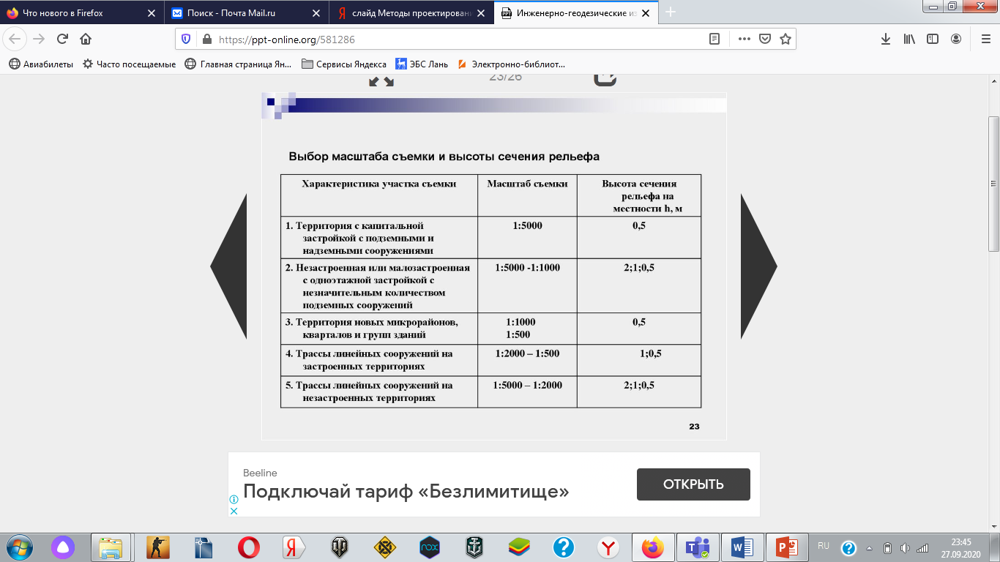 Что нового в Firefox
Поиск - Почта Mail.ru
слайд Методы проектировани
Инженерно-геодезические из
https://ppt-online.org/581286
Авиабилеты
Часто посещаемые
Главная страница Ян...
Сервисы Яндекса
ЭБС Лань
Электронно-библиот...
23/26
Выбор масштаба съемки и высоты сечения рельефа
Характеристика участка съемки
Масштаб съемки
Высота сечения
рельефа на
местности h, м
1. Территория с капитальной
застройкой с подземными и
надземными сооружениями
1:5000
0,5
2. Незастроенная или малозастроенная
с одноэтажной застройкой с
незначительным количеством
подземных сооружений
1:5000 -1:1000
2;1;0,5
3. Территория новых микрорайонов,
кварталов и групп зданий
1:1000
1:500
0,5
4. Трассы линейных сооружений на
застроенных территориях
1:2000 – 1:500
1;0,5
5. Трассы линейных сооружений на
незастроенных территориях
1:5000 – 1:2000
2;1;0,5
23
Beeline
Подключай тариф «Безлимитище»
ОТКРЫТЬ
RU
23:45
27.09.2020